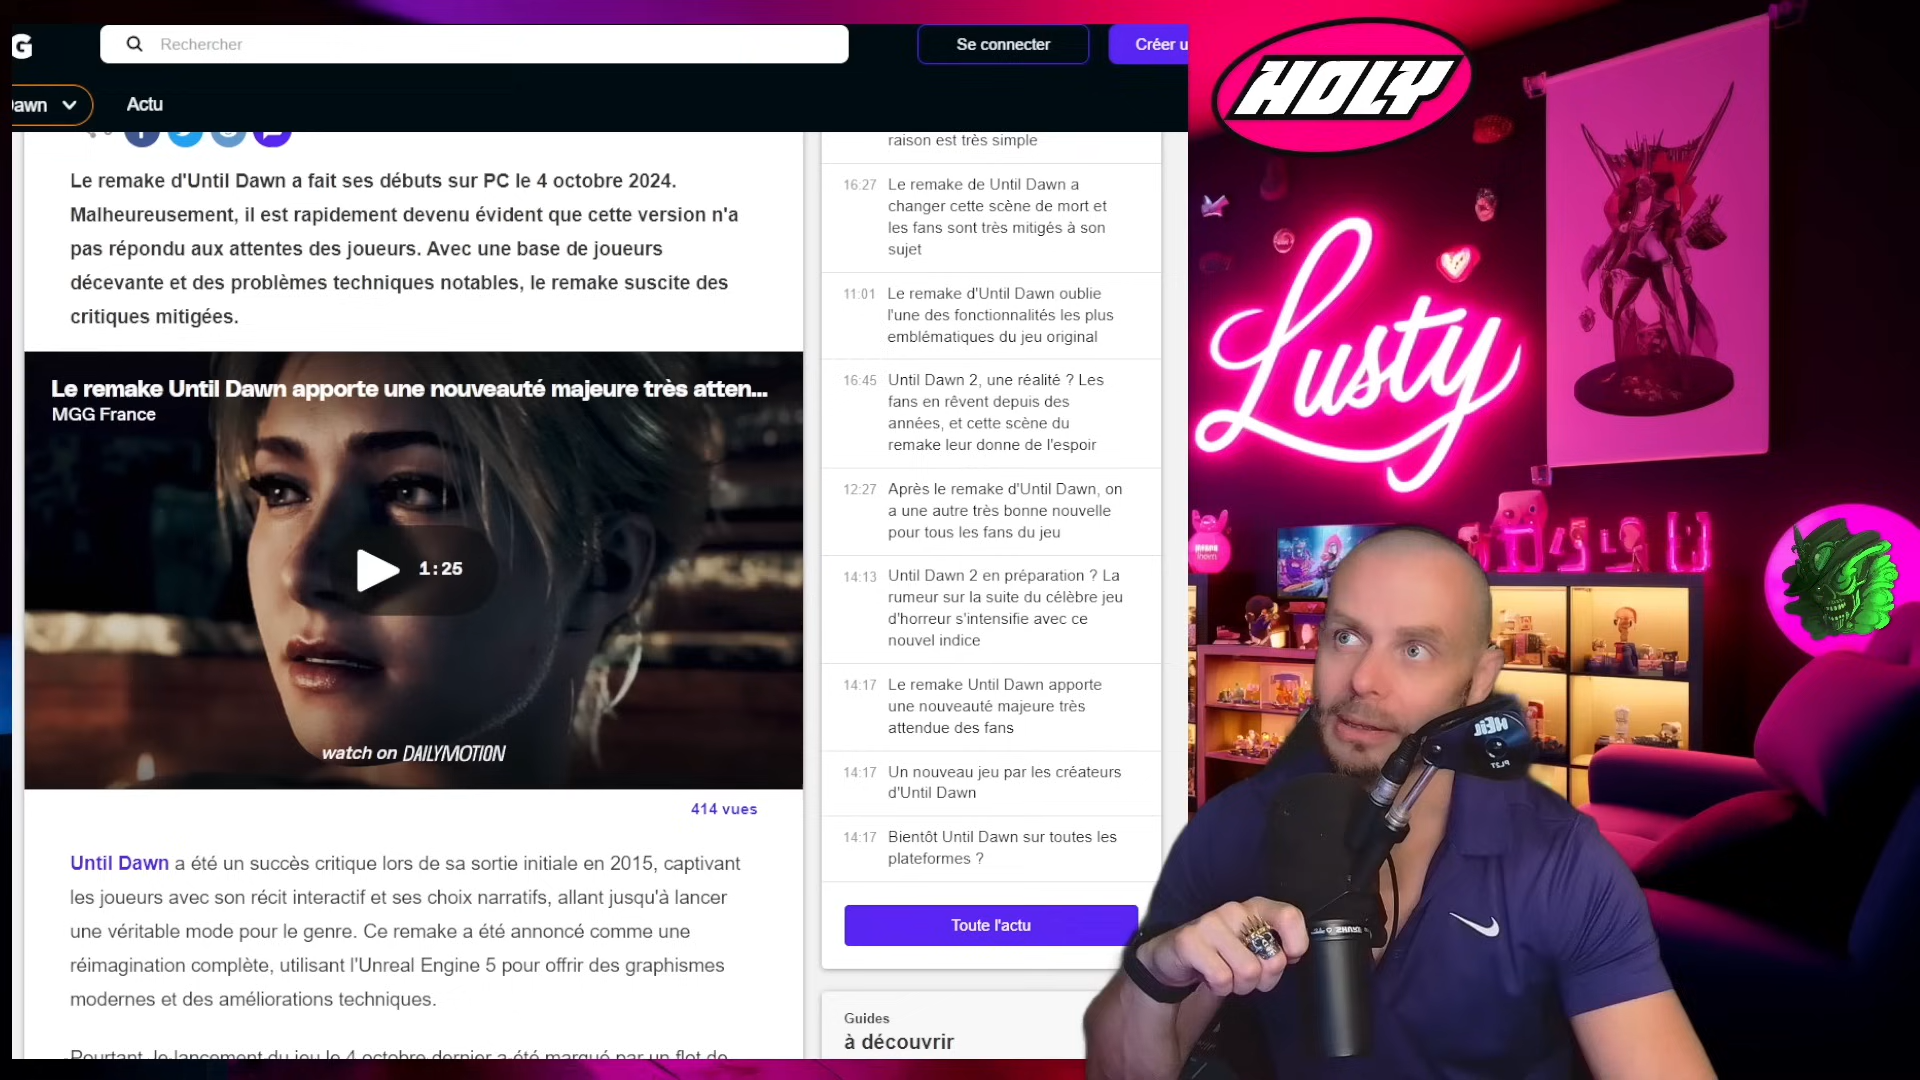 G
Rechercher
Se connecter
Créer u
Dawn
Actu
Le remake d'Until Dawn a fait ses débuts sur PC le 4 octobre 2024.
Malheureusement, il est rapidement devenu évident que cette version n'a
pas répondu aux attentes des joueurs. Avec une base de joueurs
décevante et des problèmes techniques notables, le remake suscite des
critiques mitigées.
Le remake Until Dawn apporte une nouveauté majeure très atten...
MGG France
1:25
watch on DAILYMOTION
414 vues
Until Dawn a été un succès critique lors de sa sortie initiale en 2015, captivant
les joueurs avec son récit interactif et ses choix narratifs, allant jusqu'à lancer
une véritable mode pour le genre. Ce remake a été annoncé comme une
réimagination complète, utilisant l'Unreal Engine 5 pour offrir des graphismes
modernes et des améliorations techniques.
Pourtant, le lancement du jeu le 4 octobre dernier a été marqué par un flot de
raison est très simple
16:27 Le remake de Until Dawn a
changer cette scène de mort et
les fans sont très mitigés à son
sujet
11:01 Le remake d'Until Dawn oublie
l'une des fonctionnalités les plus
emblématiques du jeu original
16:45 Until Dawn 2, une réalité ? Les
fans en rêvent depuis des
années, et cette scène du
remake leur donne de l'espoir
12:27 Après le remake d'Until Dawn, on
a une autre très bonne nouvelle
pour tous les fans du jeu
14:13 Until Dawn 2 en préparation ? La
rumeur sur la suite du célèbre jeu
d'horreur s'intensifie avec ce
nouvel indice
14:17 Le remake Until Dawn apporte
une nouveauté majeure très
attendue des fans
14:17 Un nouveau jeu par les créateurs
d'Until Dawn
14:17 Bientôt Until Dawn sur toutes les
plateformes ?
Toute l'actu
Guides
à découvrir
HOLY
Lusty